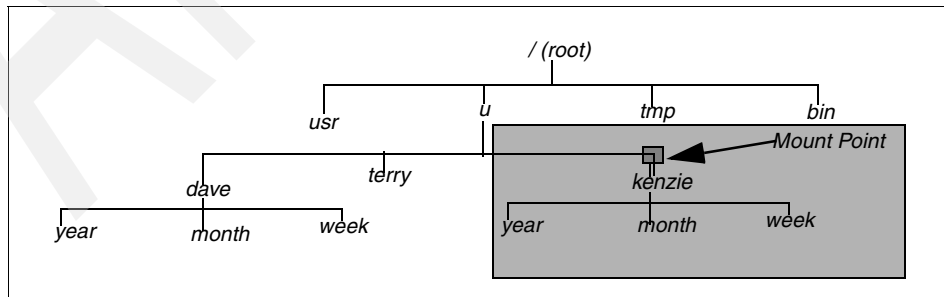 / (root)
usr u tmp bin
Mount Point
dave terry kenzie
year month week year month week